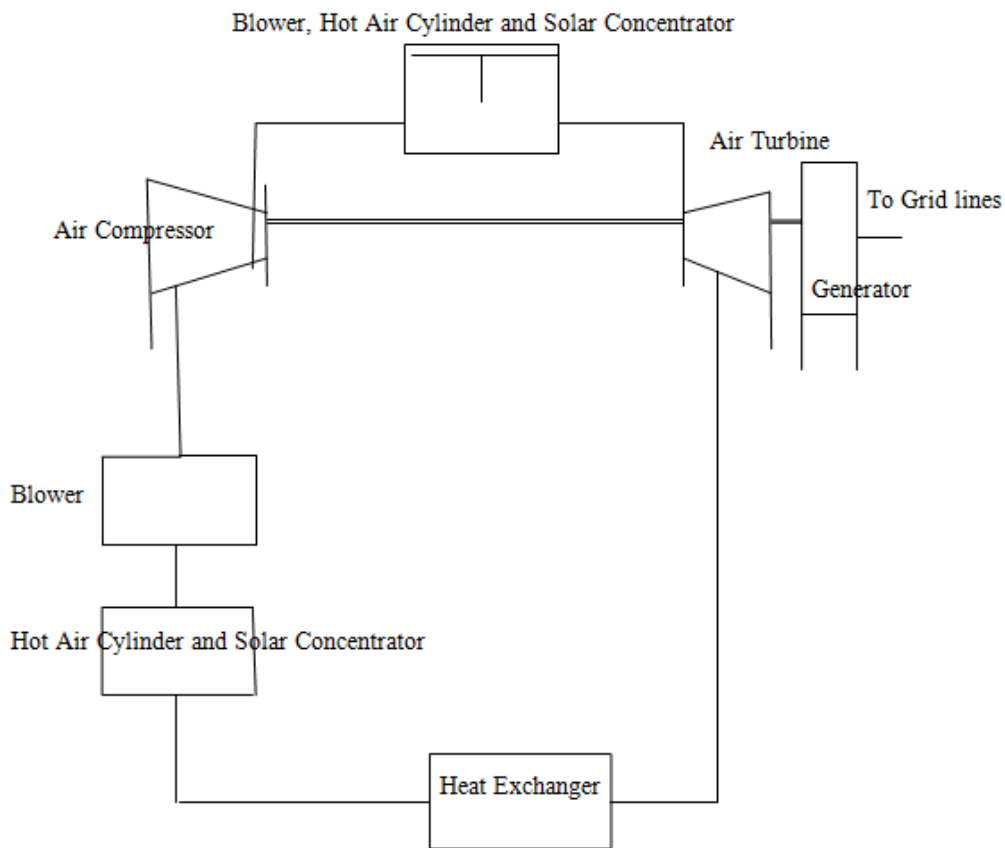 Blower, Hot Air Cylinder and Solar Concentrator
Air Turbine
To Grid lines
Air Compressor
Generator
Blower
Hot Air Cylinder and Solar Concentrator
Heat Exchanger